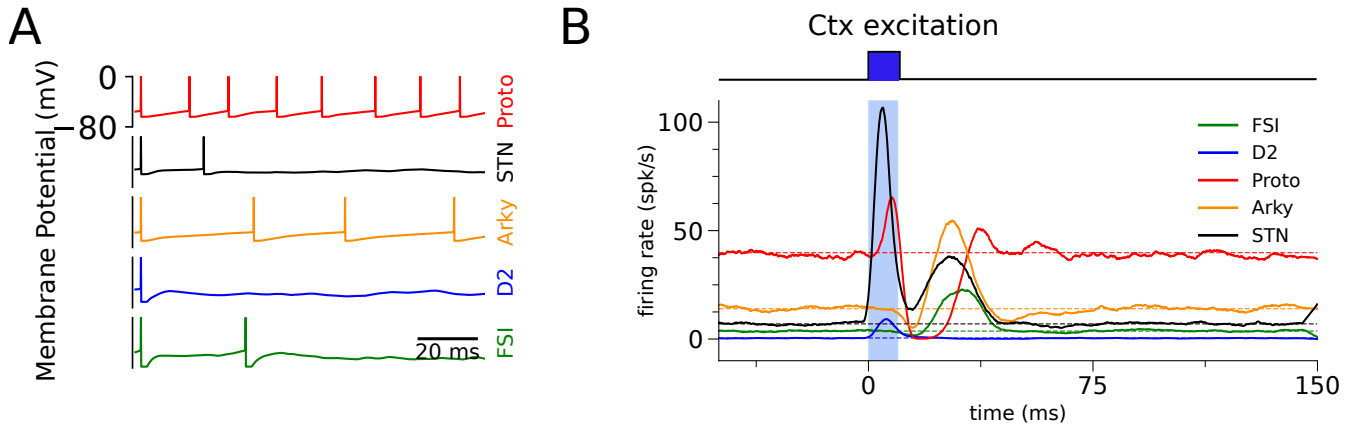 A
Membrane Potential (mV)
0
−80
Proto
STN
Arky
D2
FSI
20 ms
B
Ctx excitation
firing rate (spk/s)
100
50
0
FSI
D2
Proto
Arky
STN
0
75
150
time (ms)